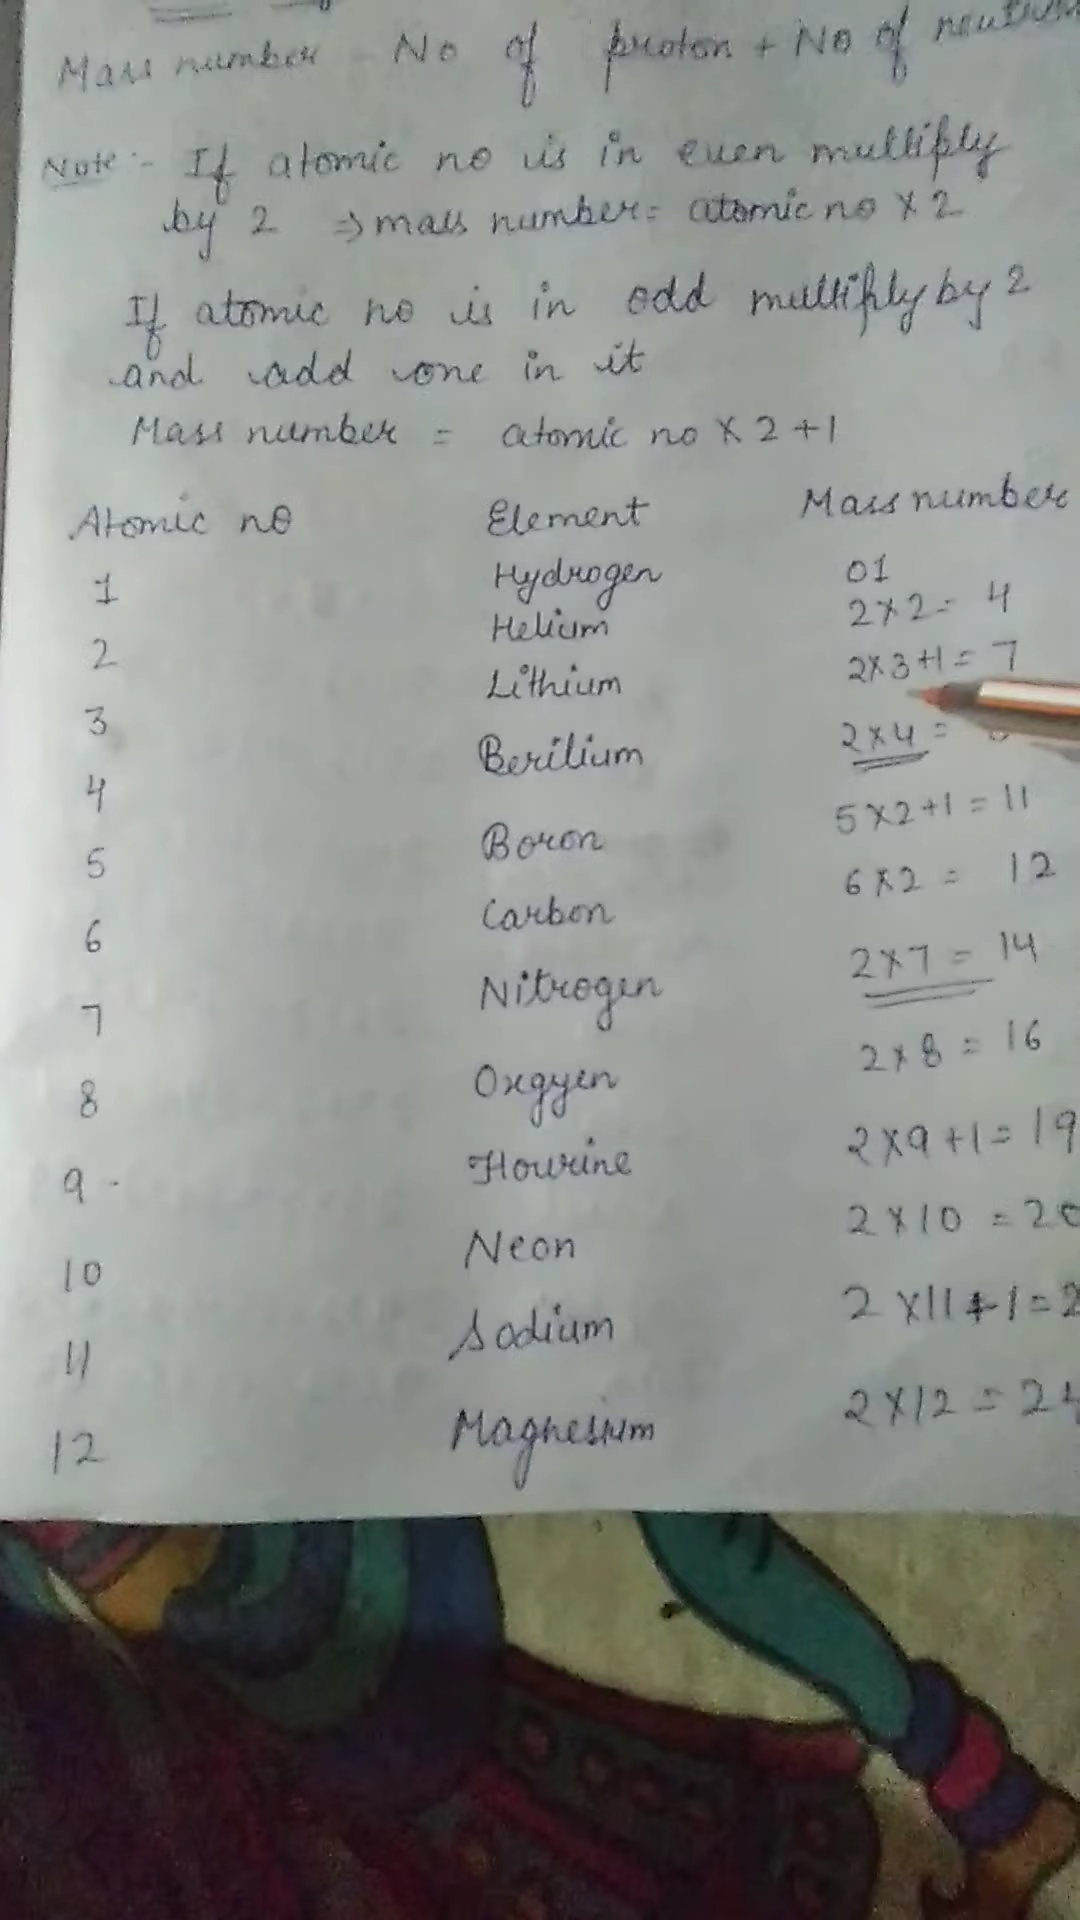 Mass number - No of proton + No of neutron
Note :- If atomic no is in even multiply
by 2 ⇒ mass number = atomic no × 2
If atomic no is in odd multiply by 2
and add one in it
Mass number = atomic no × 2 + 1
Atomic no Element Mass number
1 Hydrogen 01
2 Helium 2×2 = 4
3 Lithium 2×3+1 = 7
4 Berilium 2×4 =
5 Boron 5×2+1 = 11
6 Carbon 6×2 = 12
7 Nitrogen 2×7 = 14
8 Oxgyen 2×8 = 16
9 - Flourine 2×9+1 = 19
10 Neon 2×10 = 20
11 Sodium 2×11+1 = 2
12 Magnesium 2×12 = 24